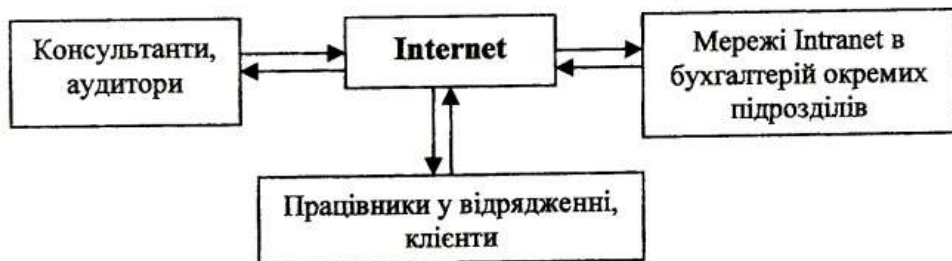 Консультанти,
аудитори
Internet
Мережі Intranet в
бухгалтерій окремих
підрозділів
Працівники у відрядженні,
клієнти